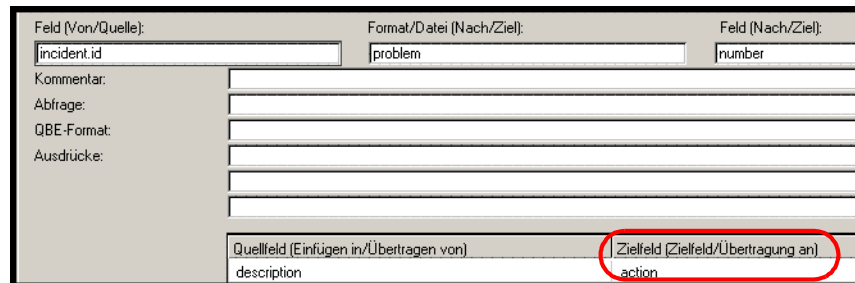 Feld (Von/Quelle): Format/Datei (Nach/Ziel): Feld (Nach/Ziel):
incident.id problem number
Kommentar:
Abfrage:
QBE-Format:
Ausdrücke:
Quellfeld (Einfügen in/Übertragen von) Zielfeld (Zielfeld/Übertragung an)
description action